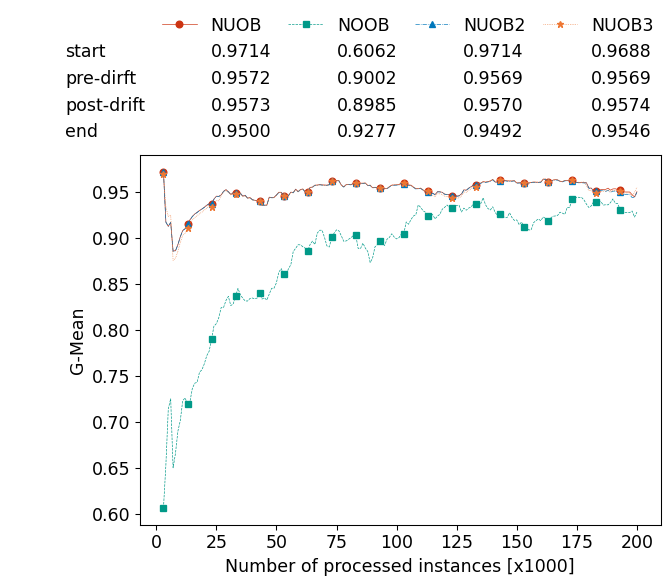 NUOB NOOB NUOB2 NUOB3
start 0.9714 0.6062 0.9714 0.9688
pre-dirft 0.9572 0.9002 0.9569 0.9569
post-drift 0.9573 0.8985 0.9570 0.9574
end 0.9500 0.9277 0.9492 0.9546
0.95
0.90
0.85
0.80
0.75
0.70
0.65
0.60
G-Mean
0 25 50 75 100 125 150 175 200
Number of processed instances [x1000]